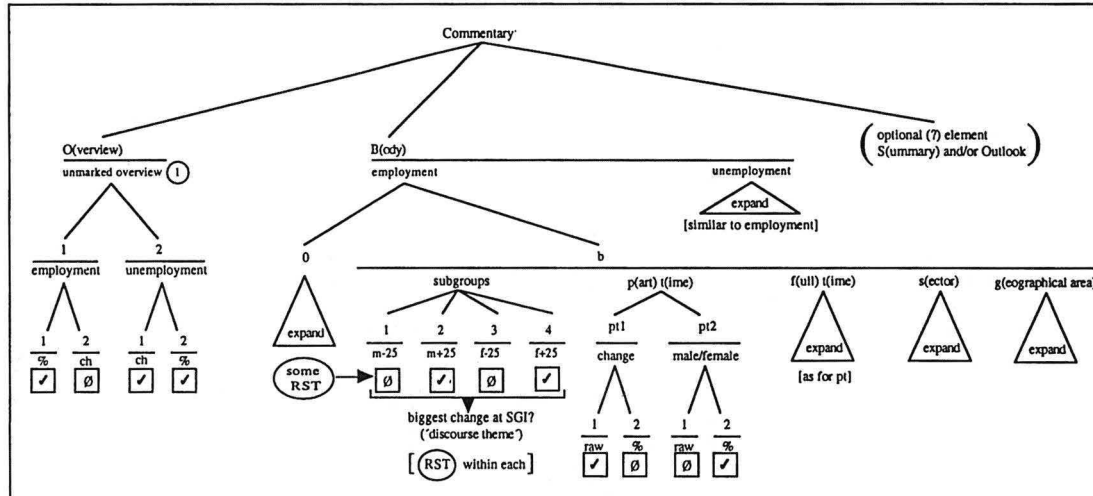 Commentary
O(verview)
B(ody)
( optional (?) element
S(ummary) and/or Outlook )
unmarked overview 1
employment
unemployment
expand
[similar to employment]
1 2
employment unemployment
0 b
subgroups
p(art) t(ime)
f(ull) t(ime)
s(ector)
g(eographical area)
expand
1 2 3 4
m-25 m+25 f-25 f+25
pt1 pt2
change male/female
expand
expand
expand
[as for pt]
1 2 1 2
% ch ch %
✓ ∅ ✓ ✓
some
RST
∅ ✓ ∅ ✓
biggest change at SGI?
("discourse theme")
[ RST within each ]
1 2 1 2
raw % raw %
✓ ∅ ∅ ✓